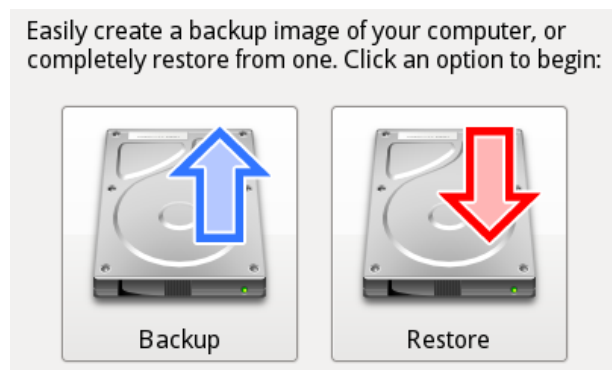 Easily create a backup image of your computer, or
completely restore from one. Click an option to begin:
Backup
Restore